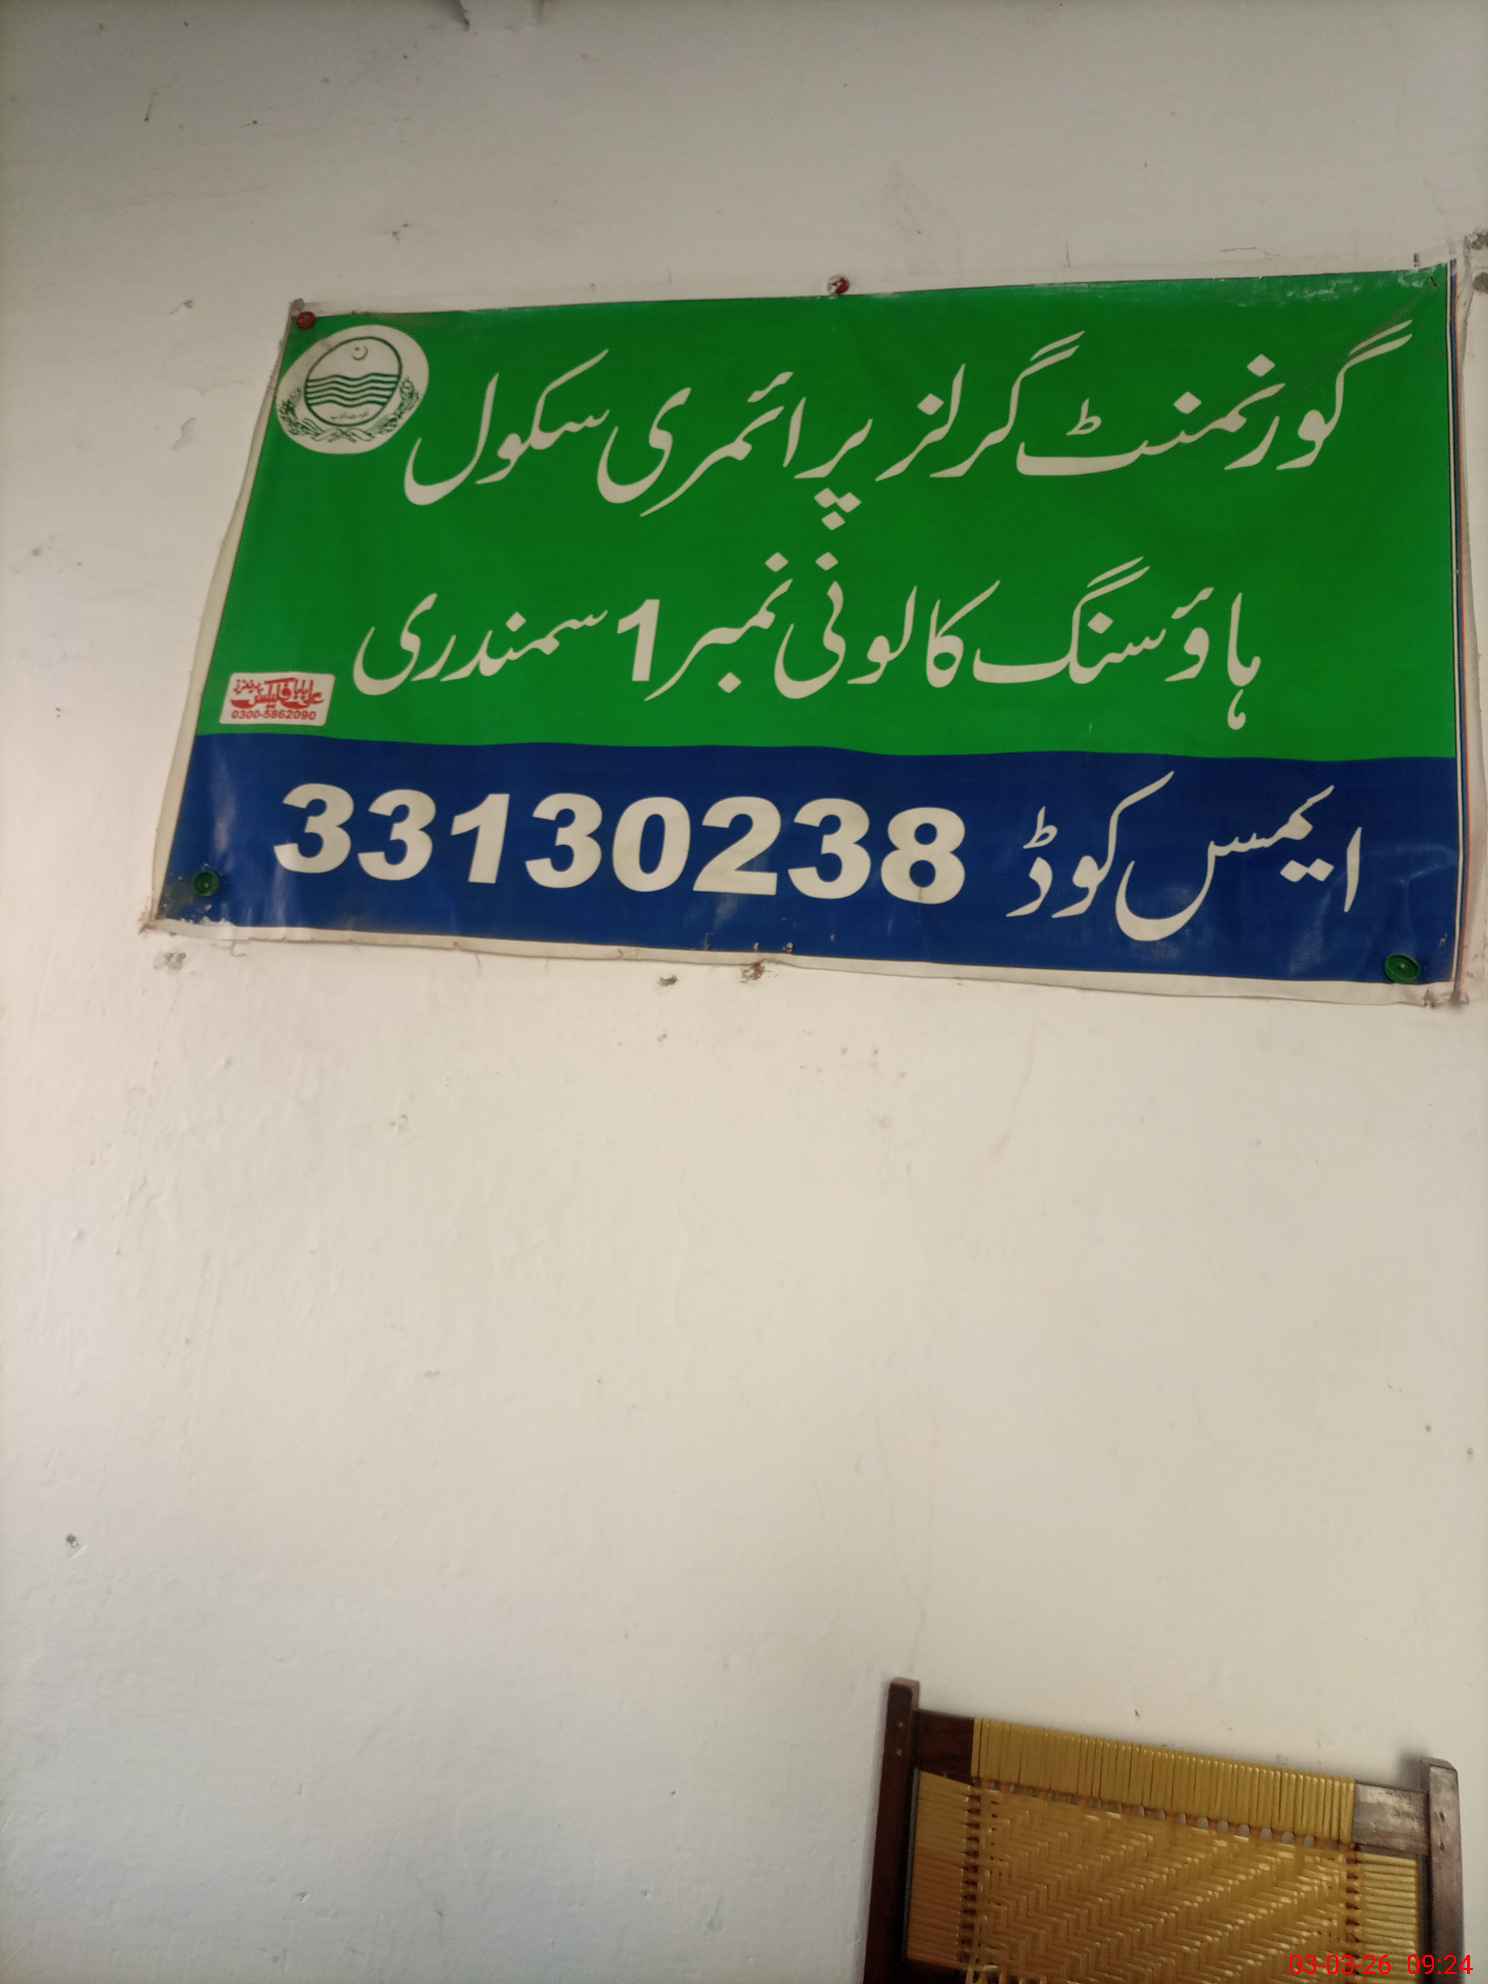 گورنمنٹ گرلز پرائمری سکول
ہاؤسنگ کالونی نمبر 1 سمندری
0300-5862090
ایمس کوڈ 33130238
03-03-26 09:24